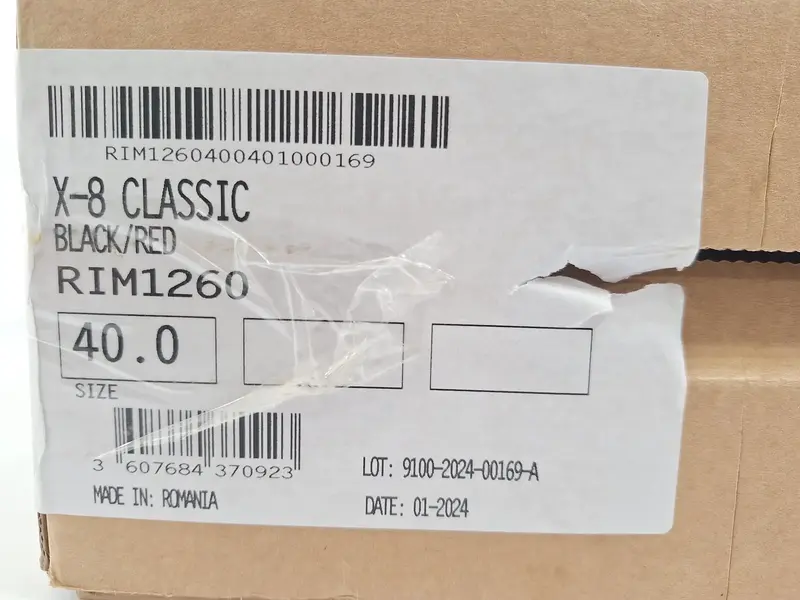 RIM1260400401000169
X-8 CLASSIC
BLACK/RED
RIM1260
40.0
SIZE
3 607684 370923
MADE IN: ROMANIA
LOT: 9100-2024-00169-A
DATE: 01-2024